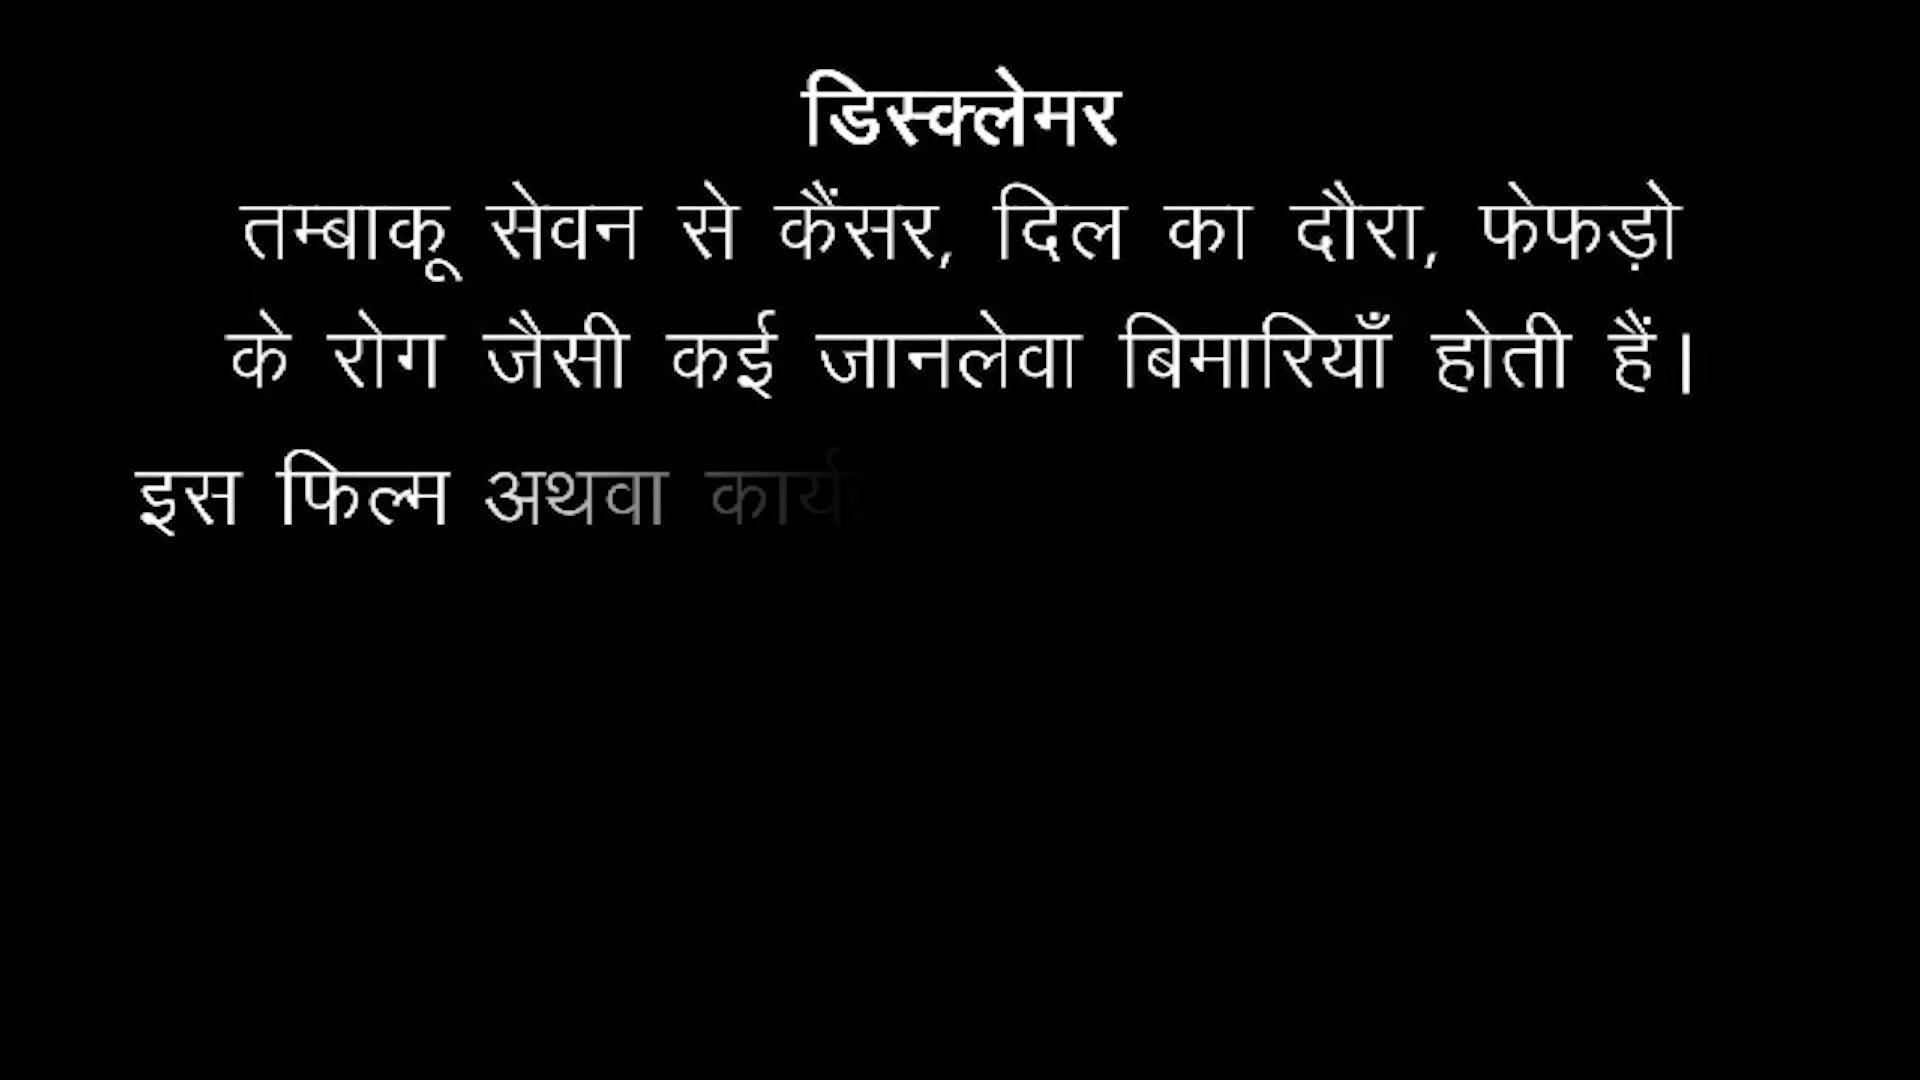 डिस्क्लेमर
तम्बाकू सेवन से कैंसर, दिल का दौरा, फेफड़ो
के रोग जैसी कई जानलेवा बिमारियाँ होती हैं।
इस फिल्म अथवा